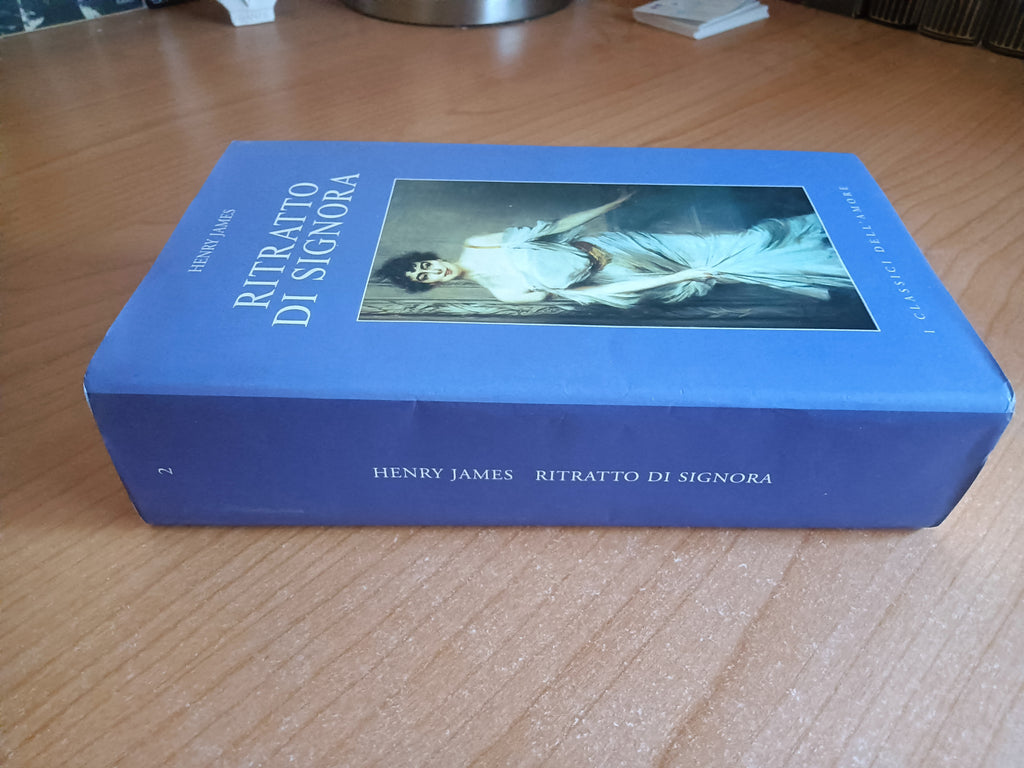 HENRY JAMES
RITRATTO
DI SIGNORA
I CLASSICI DELL'AMORE
2
HENRY JAMES RITRATTO DI SIGNORA